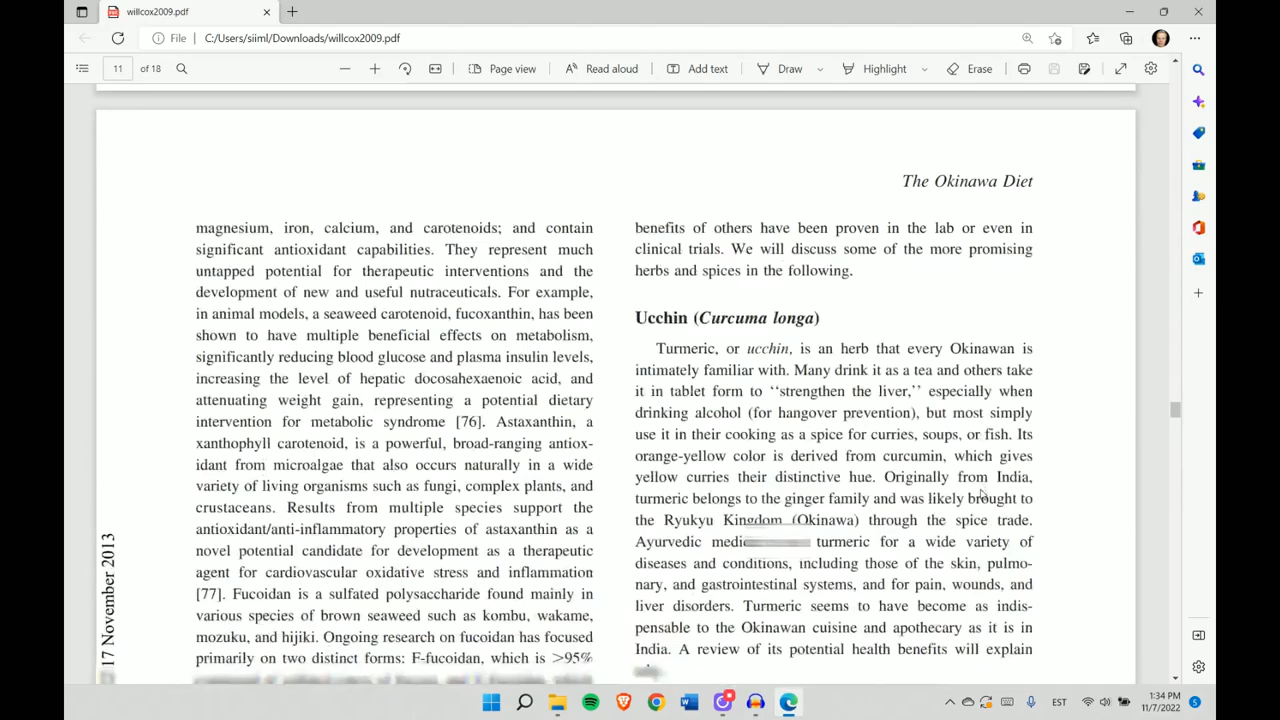 willcox2009.pdf
File
C:/Users/siiml/Downloads/willcox2009.pdf
11
of 18
Page view
Read aloud
Add text
Draw
Highlight
Erase
The Okinawa Diet
magnesium, iron, calcium, and carotenoids; and contain
significant antioxidant capabilities. They represent much
untapped potential for therapeutic interventions and the
development of new and useful nutraceuticals. For example,
in animal models, a seaweed carotenoid, fucoxanthin, has been
shown to have multiple beneficial effects on metabolism,
significantly reducing blood glucose and plasma insulin levels,
increasing the level of hepatic docosahexaenoic acid, and
attenuating weight gain, representing a potential dietary
intervention for metabolic syndrome [76]. Astaxanthin, a
xanthophyll carotenoid, is a powerful, broad-ranging antiox-
idant from microalgae that also occurs naturally in a wide
variety of living organisms such as fungi, complex plants, and
crustaceans. Results from multiple species support the
antioxidant/anti-inflammatory properties of astaxanthin as a
novel potential candidate for development as a therapeutic
agent for cardiovascular oxidative stress and inflammation
[77]. Fucoidan is a sulfated polysaccharide found mainly in
various species of brown seaweed such as kombu, wakame,
mozuku, and hijiki. Ongoing research on fucoidan has focused
primarily on two distinct forms: F-fucoidan, which is >95%
benefits of others have been proven in the lab or even in
clinical trials. We will discuss some of the more promising
herbs and spices in the following.
Ucchin (Curcuma longa)
Turmeric, or ucchin, is an herb that every Okinawan is
intimately familiar with. Many drink it as a tea and others take
it in tablet form to ‘‘strengthen the liver,’’ especially when
drinking alcohol (for hangover prevention), but most simply
use it in their cooking as a spice for curries, soups, or fish. Its
orange-yellow color is derived from curcumin, which gives
yellow curries their distinctive hue. Originally from India,
turmeric belongs to the ginger family and was likely brought to
the Ryukyu Kingdom (Okinawa) through the spice trade.
Ayurvedic turmeric for a wide variety of
diseases and conditions, including those of the skin, pulmo-
nary, and gastrointestinal systems, and for pain, wounds, and
liver disorders. Turmeric seems to have become as indis-
pensable to the Okinawan cuisine and apothecary as it is in
India. A review of its potential health benefits will explain
17 November 2013
EST
1:34 PM
11/7/2022
5